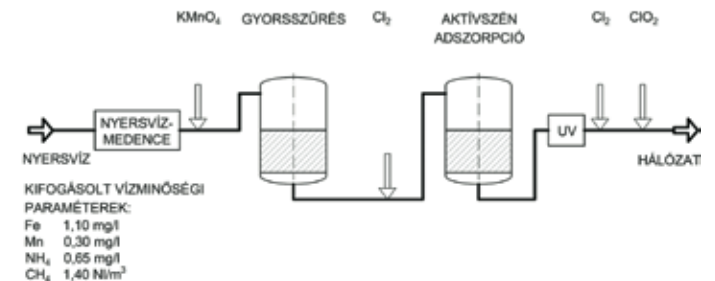 KMnO₄ GYORSSZŰRÉS Cl₂ AKTÍVSZÉN ADSZORPCIÓ Cl₂ ClO₂
NYERSVÍZ-
MEDENCE
UV
NYERSVÍZ
HÁLÓZAT
KIFOGÁSOLT VÍZMINŐSÉGI
PARAMÉTEREK:
Fe 1,10 mg/l
Mn 0,30 mg/l
NH₄ 0,65 mg/l
CH₄ 1,40 Nl/m³